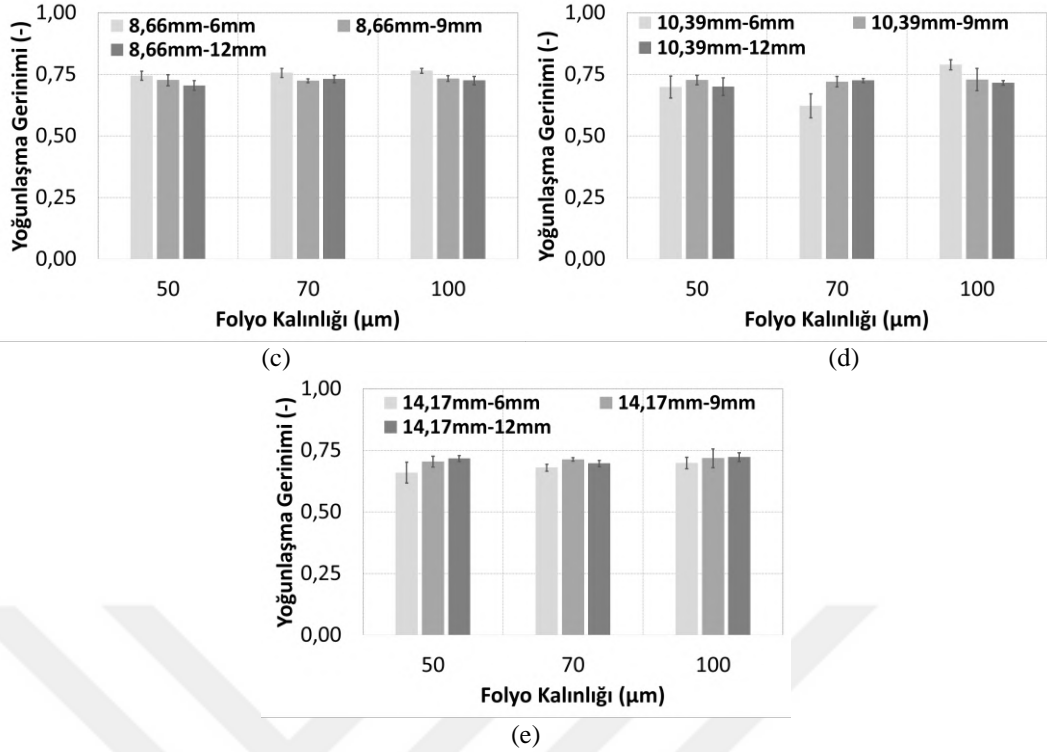 1,00
0,75
0,50
0,25
0,00
Yoğunlaşma Gerinimi (-)
8,66mm-6mm 8,66mm-9mm
8,66mm-12mm
50 70 100
Folyo Kalınlığı (µm)
(c)
1,00
0,75
0,50
0,25
0,00
Yoğunlaşma Gerinimi (-)
10,39mm-6mm 10,39mm-9mm
10,39mm-12mm
50 70 100
Folyo Kalınlığı (µm)
(d)
1,00
0,75
0,50
0,25
0,00
Yoğunlaşma Gerinimi (-)
14,17mm-6mm 14,17mm-9mm
14,17mm-12mm
50 70 100
Folyo Kalınlığı (µm)
(e)